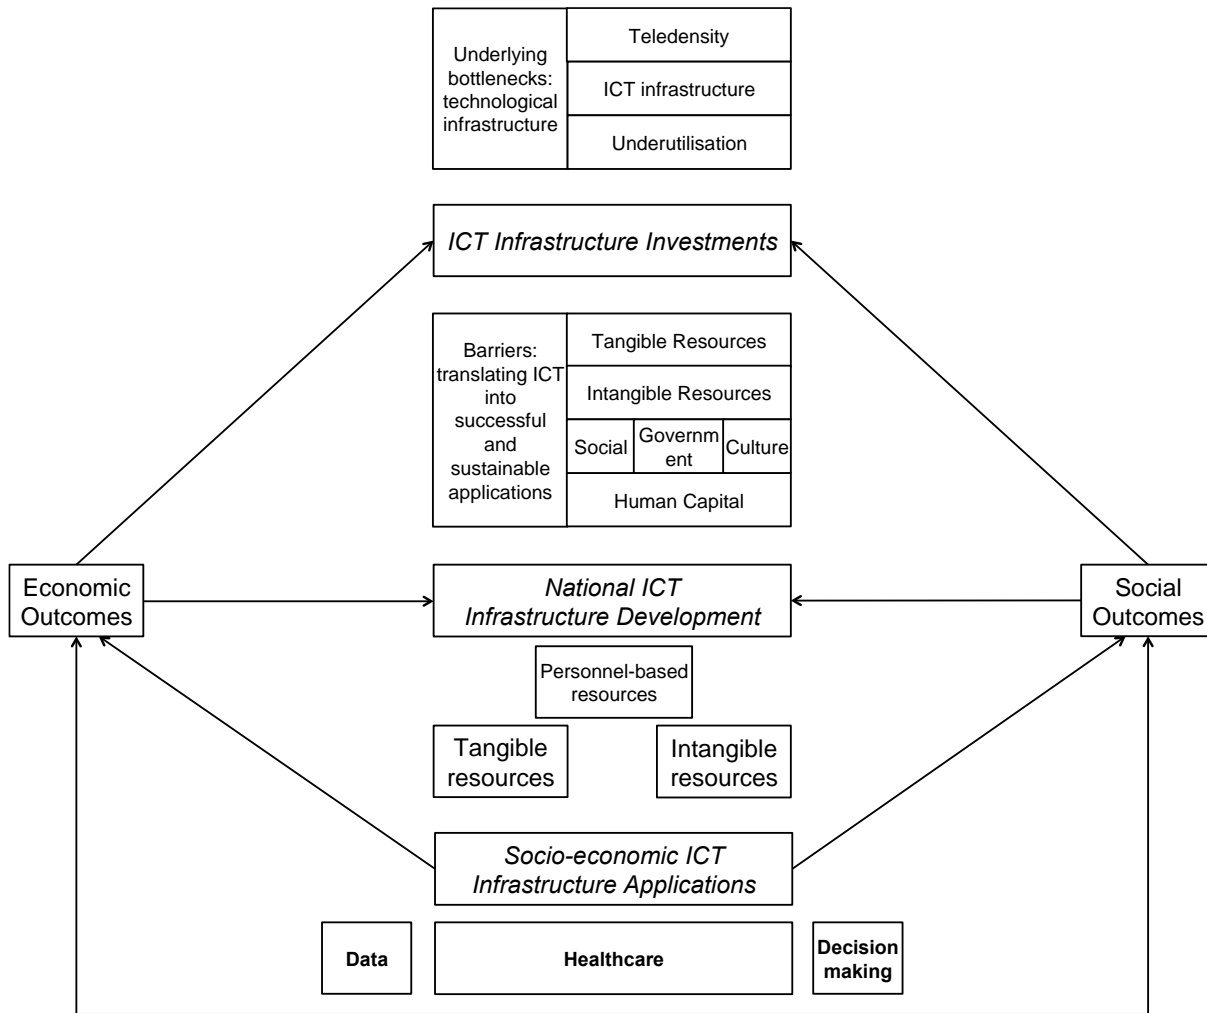 Underlying
bottlenecks:
technological
infrastructure
Teledensity
ICT infrastructure
Underutilisation
ICT Infrastructure Investments
Barriers:
translating ICT
into
successful
and
sustainable
applications
Tangible Resources
Intangible Resources
Social
Governm
ent
Culture
Human Capital
Economic
Outcomes
National ICT
Infrastructure Development
Social
Outcomes
Personnel-based
resources
Tangible
resources
Intangible
resources
Socio-economic ICT
Infrastructure Applications
Data
Healthcare
Decision
making